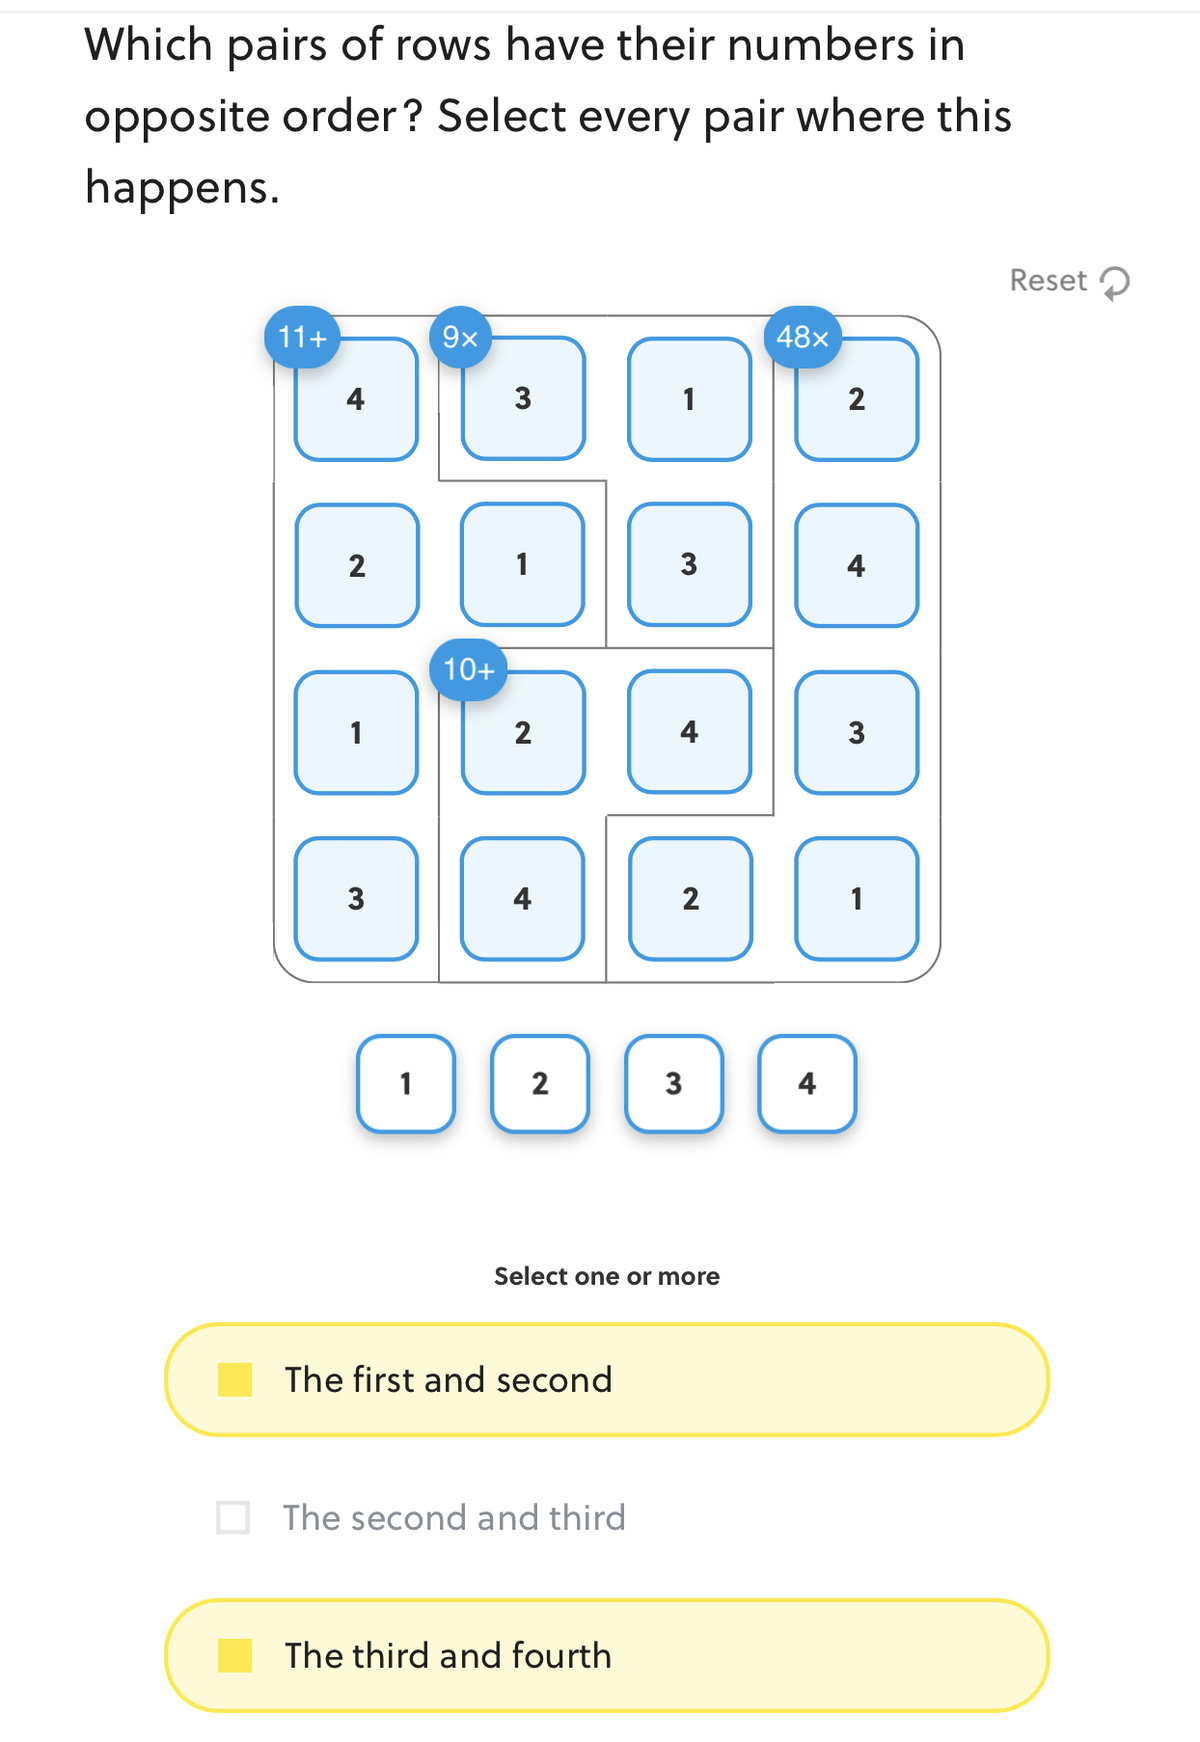 Which pairs of rows have their numbers in
opposite order? Select every pair where this
happens.
Reset
11+ 9× 48×
4 3 1 2
2 1 3 4
10+
1 2 4 3
3 4 2 1
1 2 3 4
Select one or more
The first and second
The second and third
The third and fourth